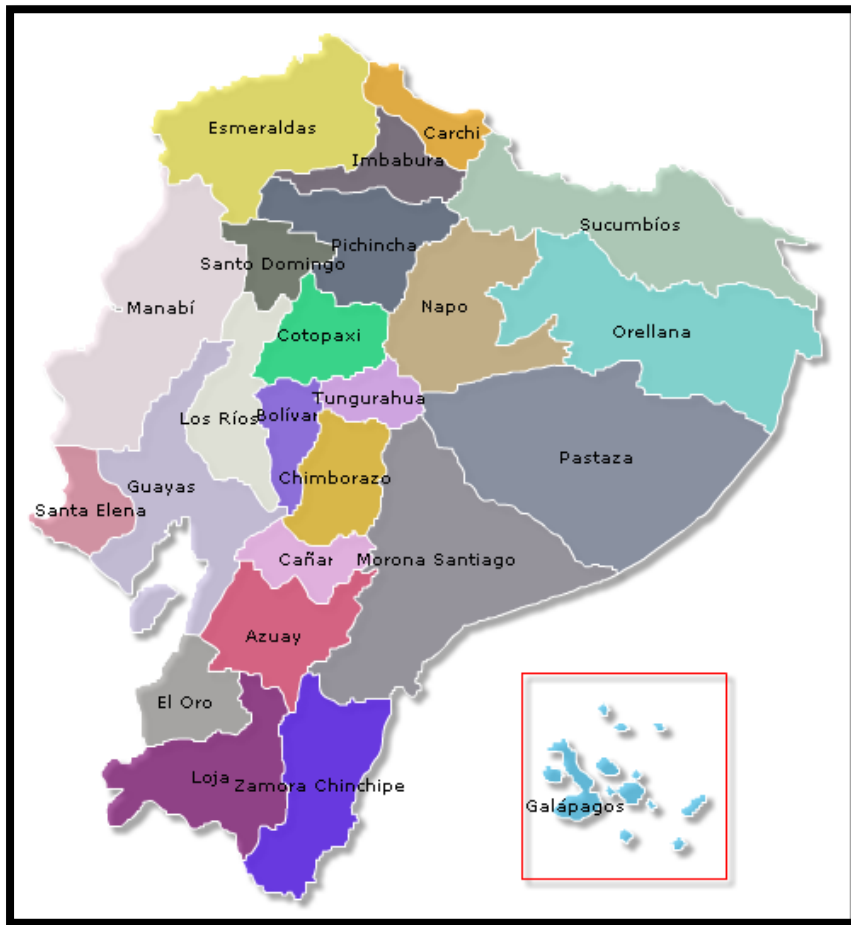 Esmeraldas
Carchi
Imbabura
Sucumbíos
Pichincha
Santo Domingo
Manabí
Napo
Cotopaxi
Orellana
Tungurahua
Los Ríos
Bolívar
Pastaza
Chimborazo
Guayas
Santa Elena
Cañar
Morona Santiago
Azuay
El Oro
Loja
Zamora Chinchipe
Galápagos